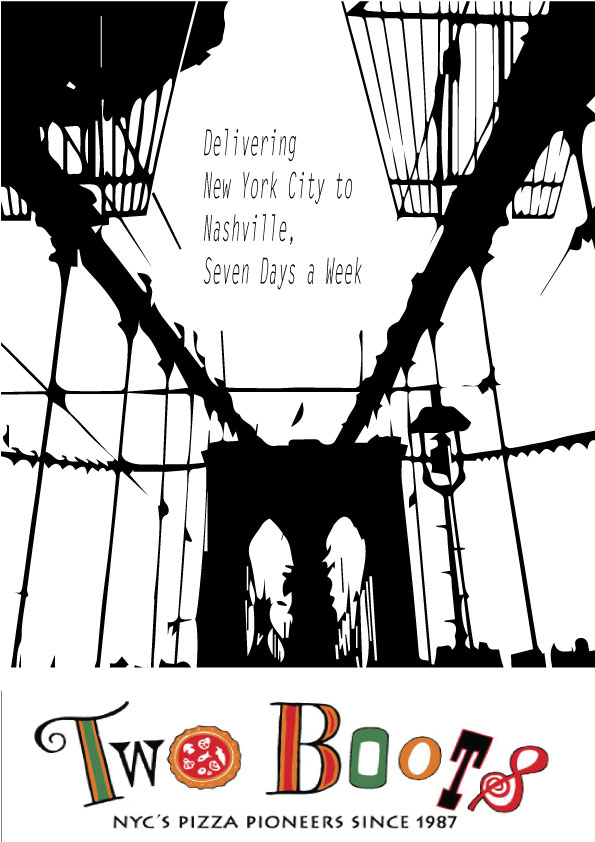 Delivering
New York City to
Nashville,
Seven Days a Week
Two Boots
NYC'S PIZZA PIONEERS SINCE 1987